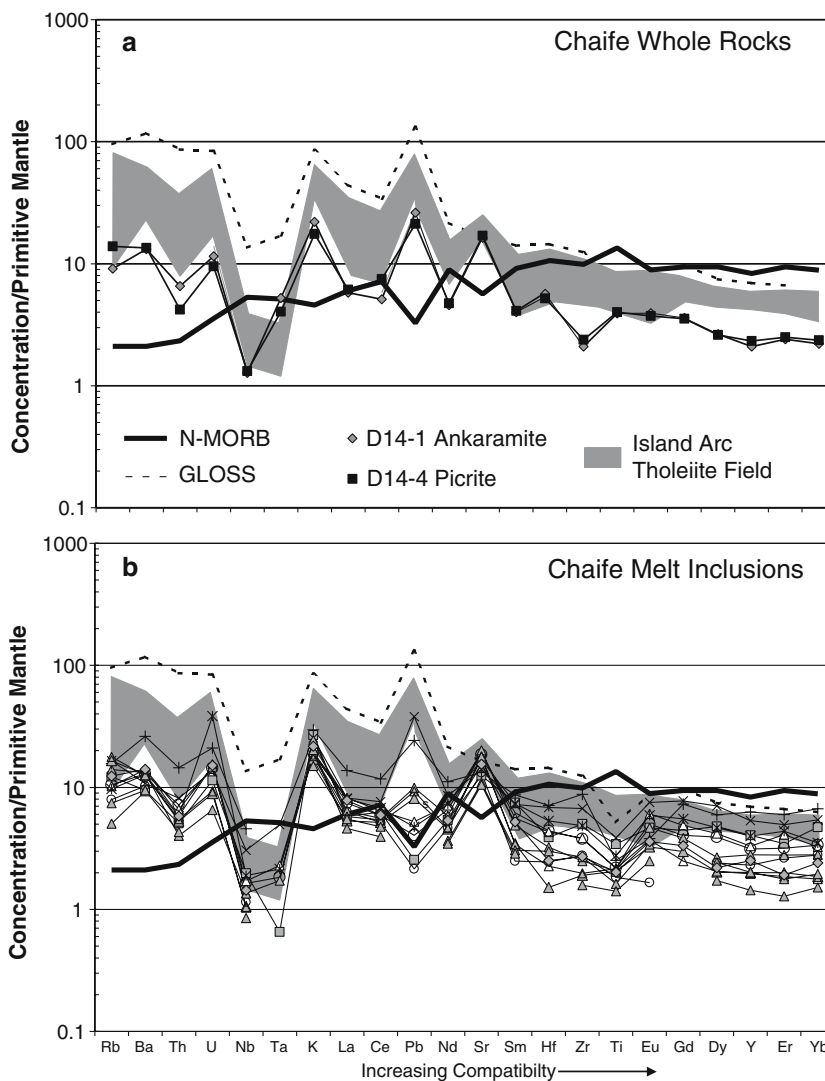 1000
a
Chaife Whole Rocks
100
10
1
0.1
Concentration/Primitive Mantle
N-MORB
D14-1 Ankaramite
Island Arc
Tholeiite Field
GLOSS
D14-4 Picrite
1000
b
Chaife Melt Inclusions
100
10
1
0.1
Concentration/Primitive Mantle
Rb Ba Th U Nb Ta K La Ce Pb Nd Sr Sm Hf Zr Ti Eu Gd Dy Y Er Yb
Increasing Compatibilty